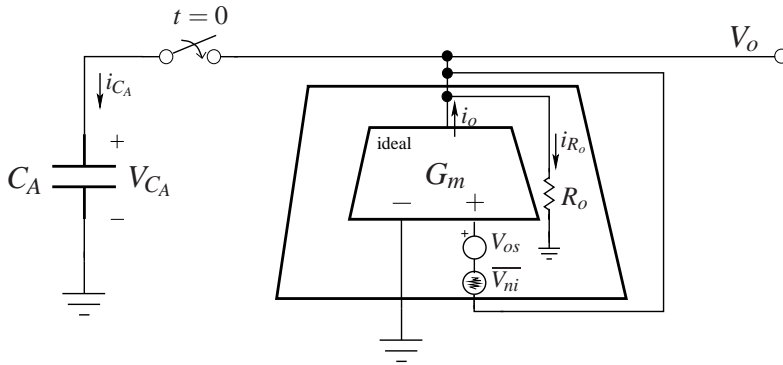 t = 0
V_o
i_{C_A}
i_o
ideal
i_{R_o}
+
G_m
C_A
V_{C_A}
R_o
−
+
−
+
V_{os}
\overline{V_{ni}}